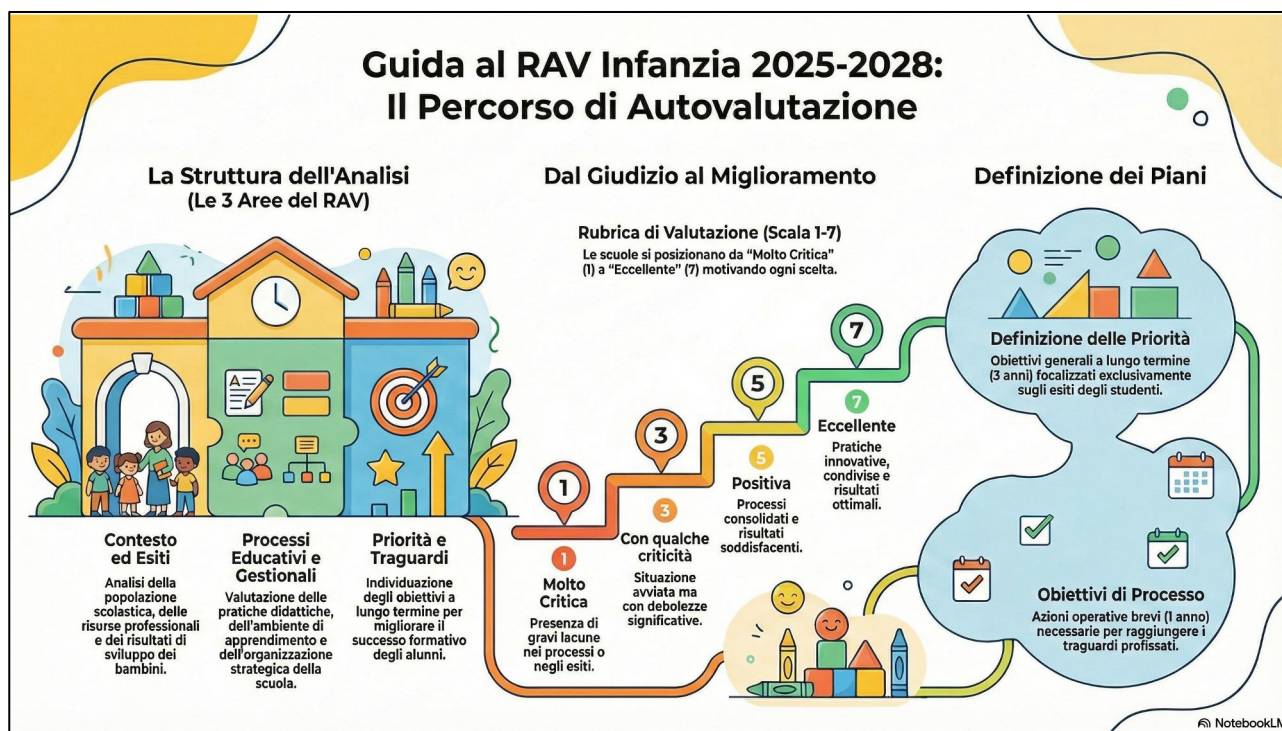 Guida al RAV Infanzia 2025-2028:
Il Percorso di Autovalutazione
La Struttura dell'Analisi
(Le 3 Aree del RAV)
Contesto
ed Esiti
Analisi della
popolazione
scolastica, delle
risurse professionali
e dei risultati di
sviluppo dei
bambini.
Processi
Educativi e
Gestionali
Valutazione delle
pratiche didattiche,
dell'ambiente di
apprendimento e
dell'organizzazione
strategica della
scuola.
Priorità e
Traguardi
Individuazione
degli obiettivi a
lungo termine per
migliorare il
successo formativo
degli alunni.
Dal Giudizio al Miglioramento
Rubrica di Valutazione (Scala 1-7)
Le scuole si posizionano da “Molto Critica”
(1) a “Eccellente” (7) motivando ogni scelta.
1
1
Molto
Critica
Presenza di
gravi lacune
nei processi o
negli esiti.
3
3
Con qualche
criticità
Situazione
avviata ma
con debolezze
significative.
5
5
Positiva
Processi
consolidati e
risultati
soddisfacenti.
7
7
Eccellente
Pratiche
innovative,
condivise e
risultati
ottimali.
Definizione dei Piani
Definizione delle Priorità
Obiettivi generali a lungo termine
(3 anni) focalizzati exclusivamente
sugli esiti degli studenti.
Obiettivi di Processo
Azioni operative brevi (1 anno)
necessarie per raggiungere i
traguardi profissati.
NotebookLM